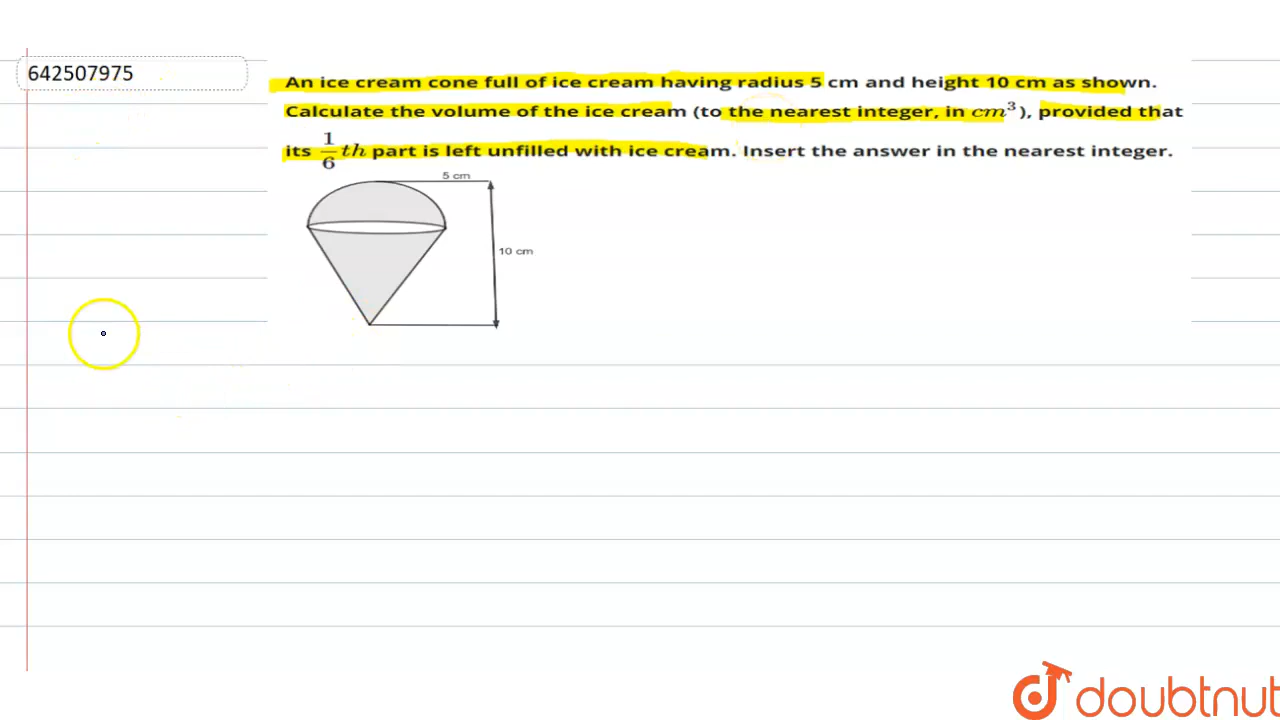 642507975
An ice cream cone full of ice cream having radius 5 cm and height 10 cm as shown.
Calculate the volume of the ice cream (to the nearest integer, in cm³), provided that
its 1/6 th part is left unfilled with ice cream. Insert the answer in the nearest integer.
5 cm
10 cm
doubtnut